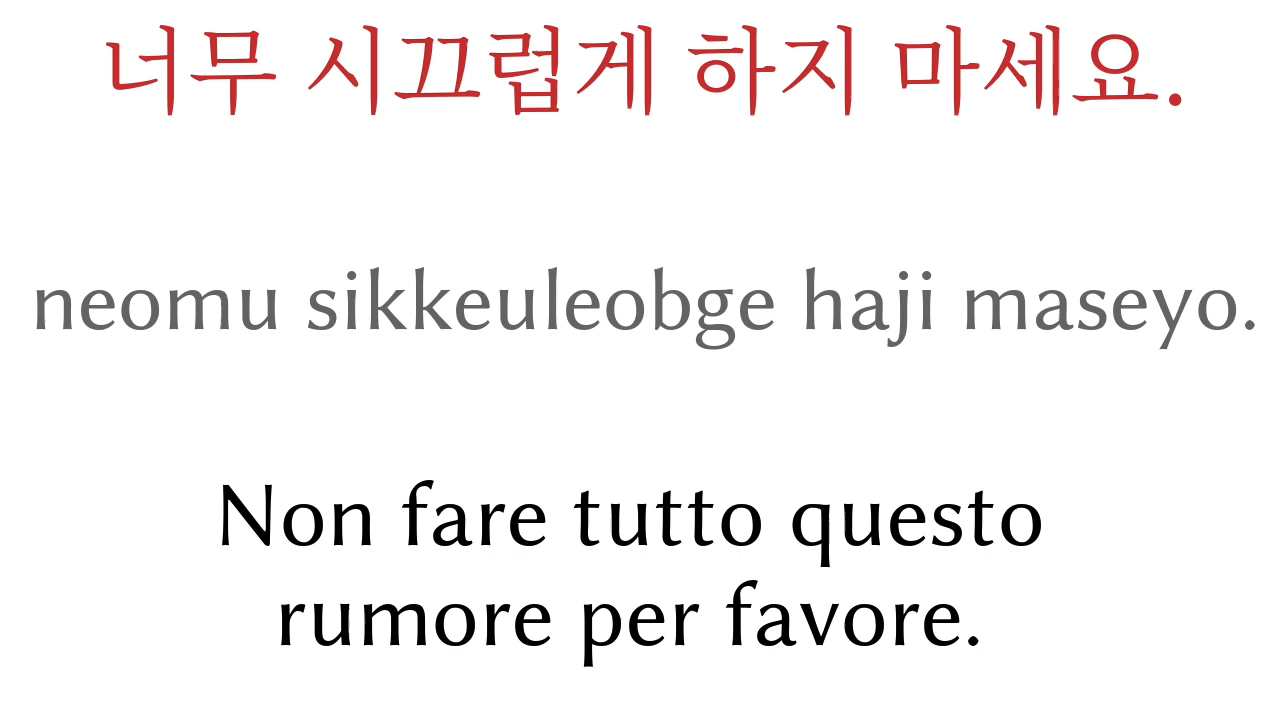 너무 시끄럽게 하지 마세요.
neomu sikkeuleobge haji maseyo.
Non fare tutto questo
rumore per favore.